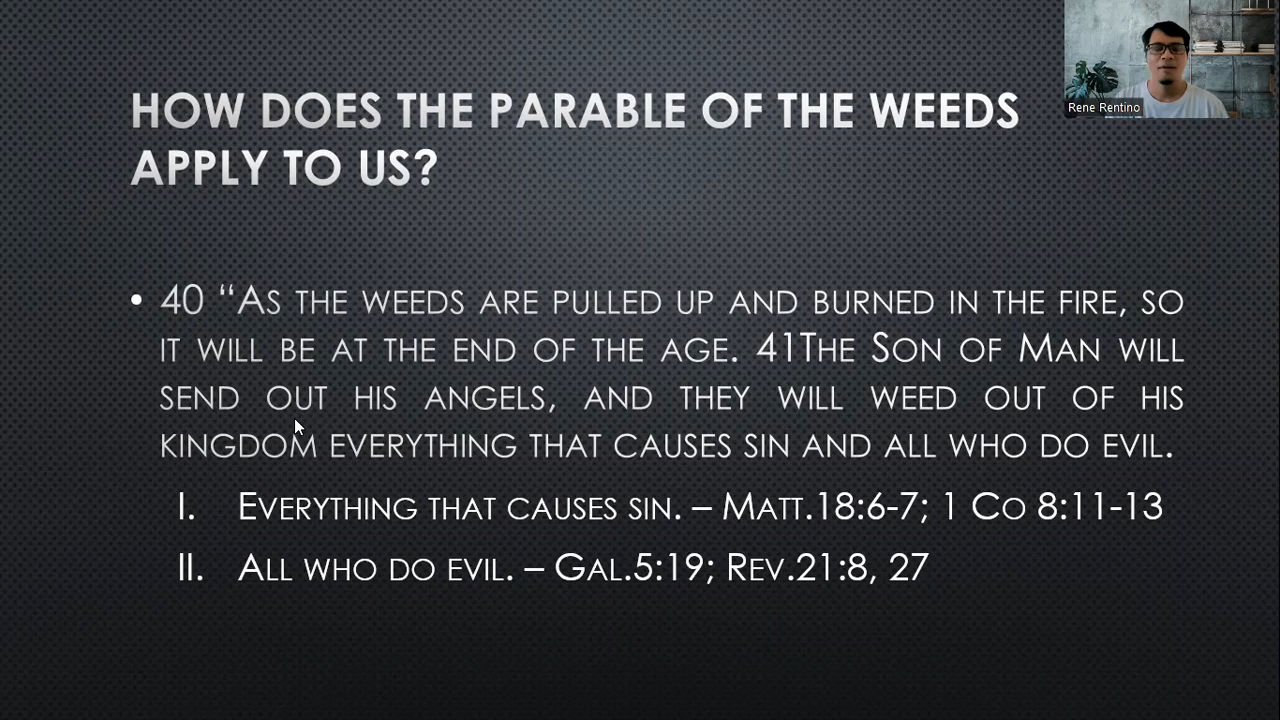 Rene Rentino
HOW DOES THE PARABLE OF THE WEEDS
APPLY TO US?
• 40 “As the weeds are pulled up and burned in the fire, so
it will be at the end of the age. 41The Son of Man will
send out his angels, and they will weed out of his
kingdom everything that causes sin and all who do evil.
I. Everything that causes sin. – Matt.18:6-7; 1 Co 8:11-13
II. All who do evil. – Gal.5:19; Rev.21:8, 27